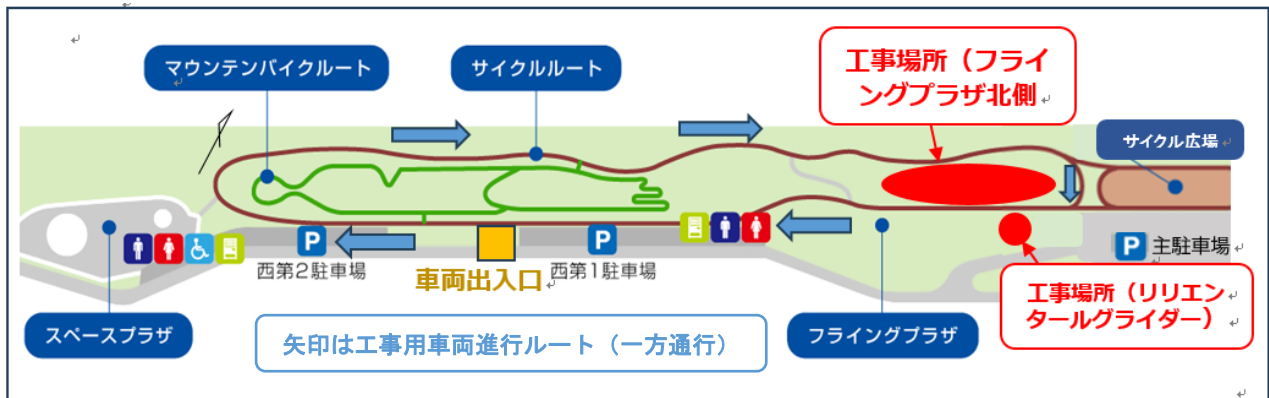 マウンテンバイクルート
サイクルルート
工事場所（フライ
ングプラザ北側
サイクル広場
P
西第2駐車場
車両出入口
P
西第1駐車場
P 主駐車場
スペースプラザ
矢印は工事用車両進行ルート（一方通行）
フライングプラザ
工事場所（リリエン
タールグライダー）